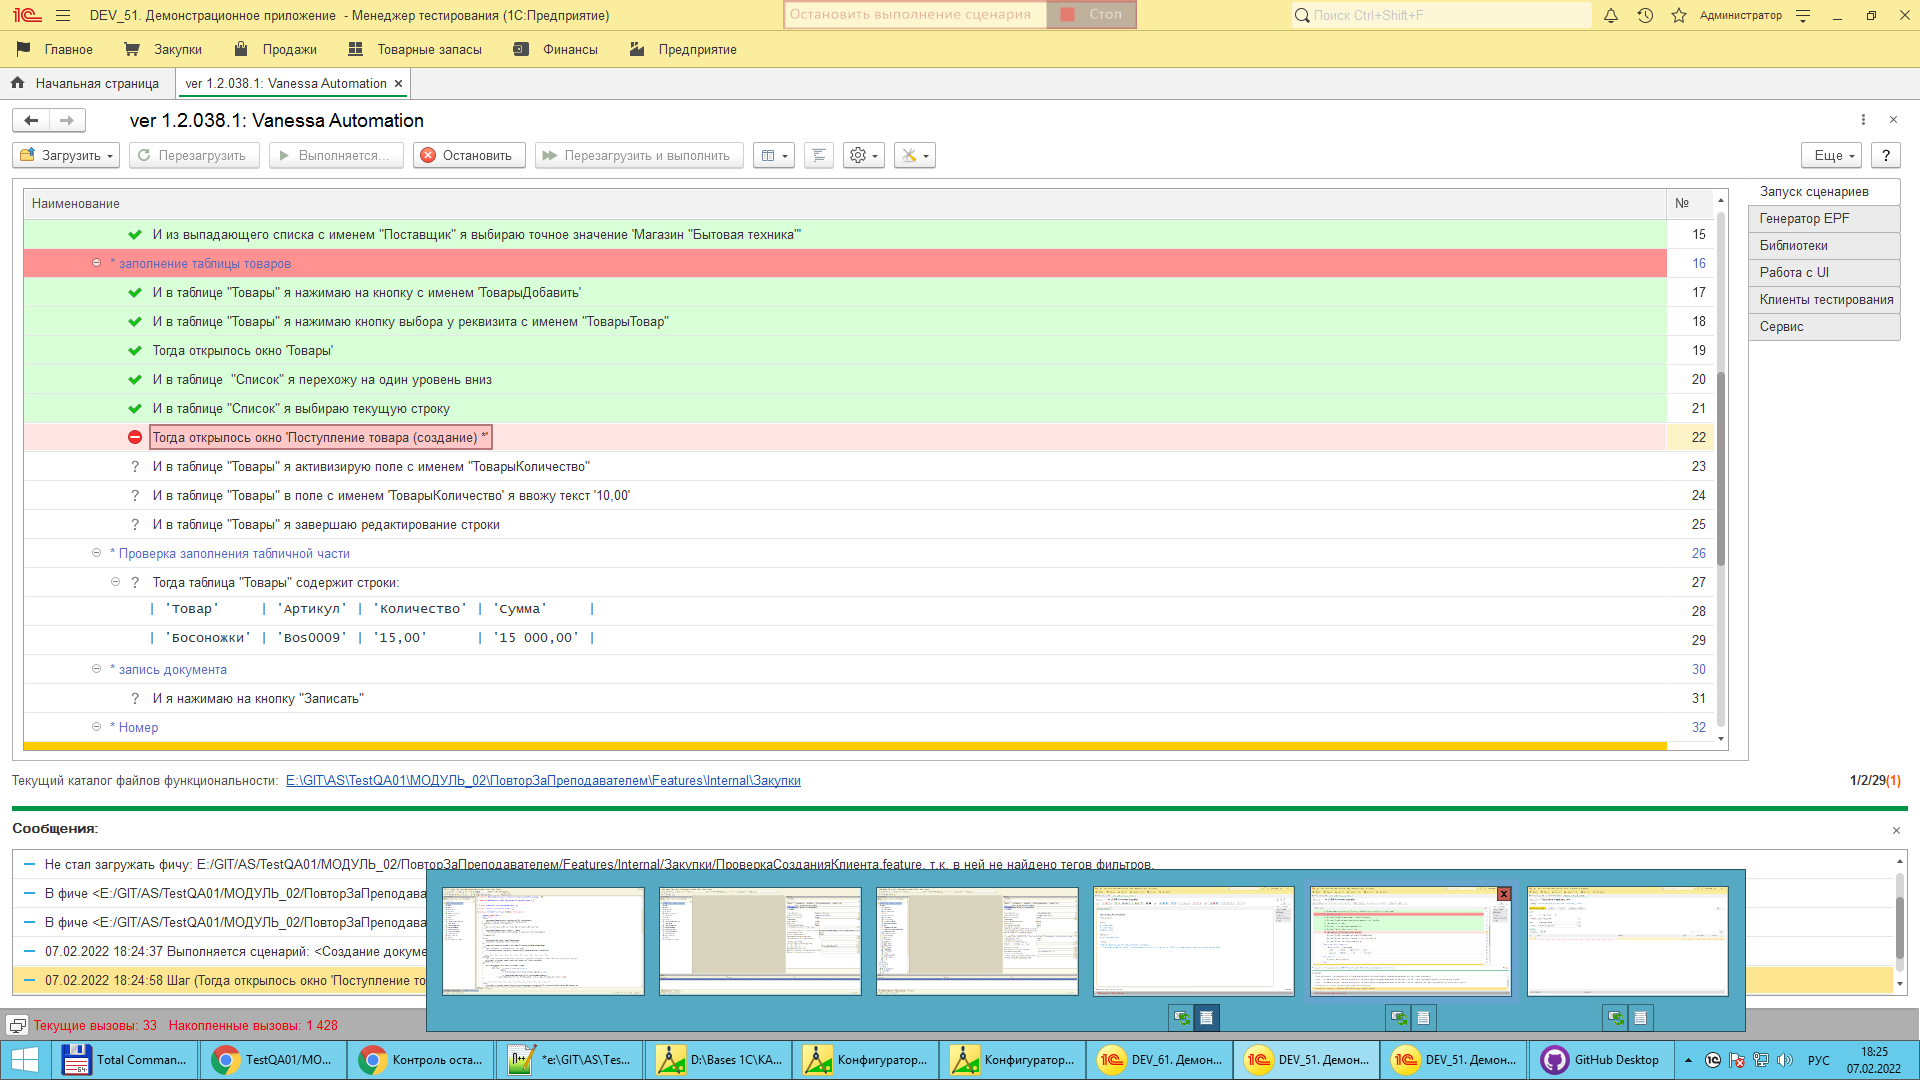 DEV_51. Демонстрационное приложение - Менеджер тестирования (1С:Предприятие)
Остановить выполнение сценария
Стоп
Поиск Ctrl+Shift+F
Администратор
Главное
Закупки
Продажи
Товарные запасы
Финансы
Предприятие
Начальная страница
ver 1.2.038.1: Vanessa Automation
ver 1.2.038.1: Vanessa Automation
Загрузить
Перезагрузить
Выполняется...
Остановить
Перезагрузить и выполнить
Еще
?
Наименование №
И из выпадающего списка с именем "Поставщик" я выбираю точное значение 'Магазин "Бытовая техника"' 15
* заполнение таблицы товаров 16
И в таблице "Товары" я нажимаю на кнопку с именем 'ТоварыДобавить' 17
И в таблице "Товары" я нажимаю кнопку выбора у реквизита с именем "ТоварыТовар" 18
Тогда открылось окно 'Товары' 19
И в таблице "Список" я перехожу на один уровень вниз 20
И в таблице "Список" я выбираю текущую строку 21
Тогда открылось окно 'Поступление товара (создание) *' 22
? И в таблице "Товары" я активизирую поле с именем "ТоварыКоличество" 23
? И в таблице "Товары" в поле с именем 'ТоварыКоличество' я ввожу текст '10,00' 24
? И в таблице "Товары" я завершаю редактирование строки 25
* Проверка заполнения табличной части 26
? Тогда таблица "Товары" содержит строки: 27
| 'Товар' | 'Артикул' | 'Количество' | 'Сумма' | 28
| 'Босоножки' | 'Bos0009' | '15,00' | '15 000,00' | 29
* запись документа 30
? И я нажимаю на кнопку "Записать" 31
* Номер 32
Запуск сценариев
Генератор EPF
Библиотеки
Работа с UI
Клиенты тестирования
Сервис
Текущий каталог файлов функциональности: E:\GIT\AS\TestQA01\МОДУЛЬ_02\ПовторЗаПреподавателем\Features\Internal\Закупки
1/2/29(1)
Сообщения:
Не стал загружать фичу: E:/GIT/AS/TestQA01/МОДУЛЬ_02/ПовторЗаПреподавателем/Features/Internal/Закупки/ПроверкаСозданияКлиента.feature, т.к. в ней не найдено тегов фильтров.
В фиче <E:/GIT/AS/TestQA01/МОДУЛЬ_02/ПовторЗаПреподава
В фиче <E:/GIT/AS/TestQA01/МОДУЛЬ_02/ПовторЗаПреподава
07.02.2022 18:24:37 Выполняется сценарий: <Создание докуме
07.02.2022 18:24:58 Шаг (Тогда открылось окно 'Поступление то
Текущие вызовы: 33 Накопленные вызовы: 1 428
Total Comman...
TestQA01/МО...
Контроль оста...
*e:\GIT\AS\Tes...
D:\Bases 1C\КА...
Конфигуратор...
Конфигуратор...
DEV_61. Демон...
DEV_51. Демон...
DEV_51. Демон...
GitHub Desktop
РУС
18:25
07.02.2022